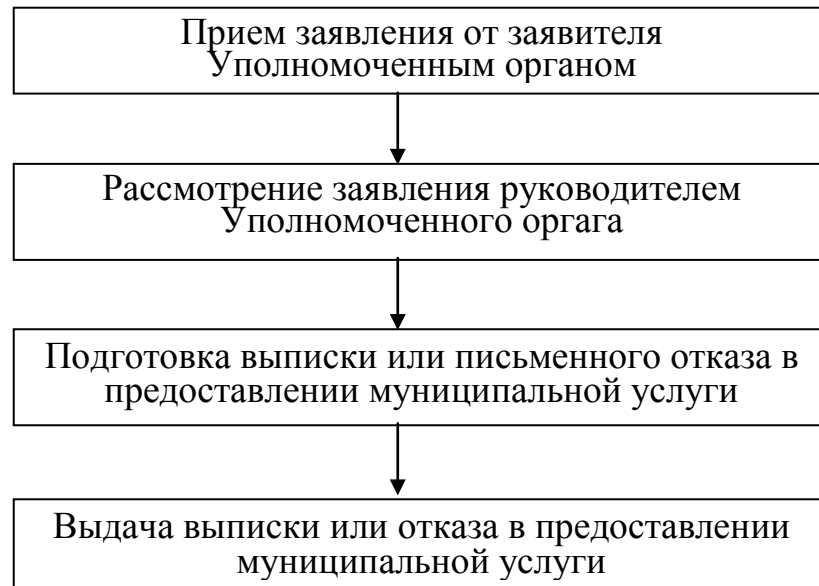 Прием заявления от заявителя
Уполномоченным органом
Рассмотрение заявления руководителем
Уполномоченного оргага
Подготовка выписки или письменного отказа в
предоставлении муниципальной услуги
Выдача выписки или отказа в предоставлении
муниципальной услуги